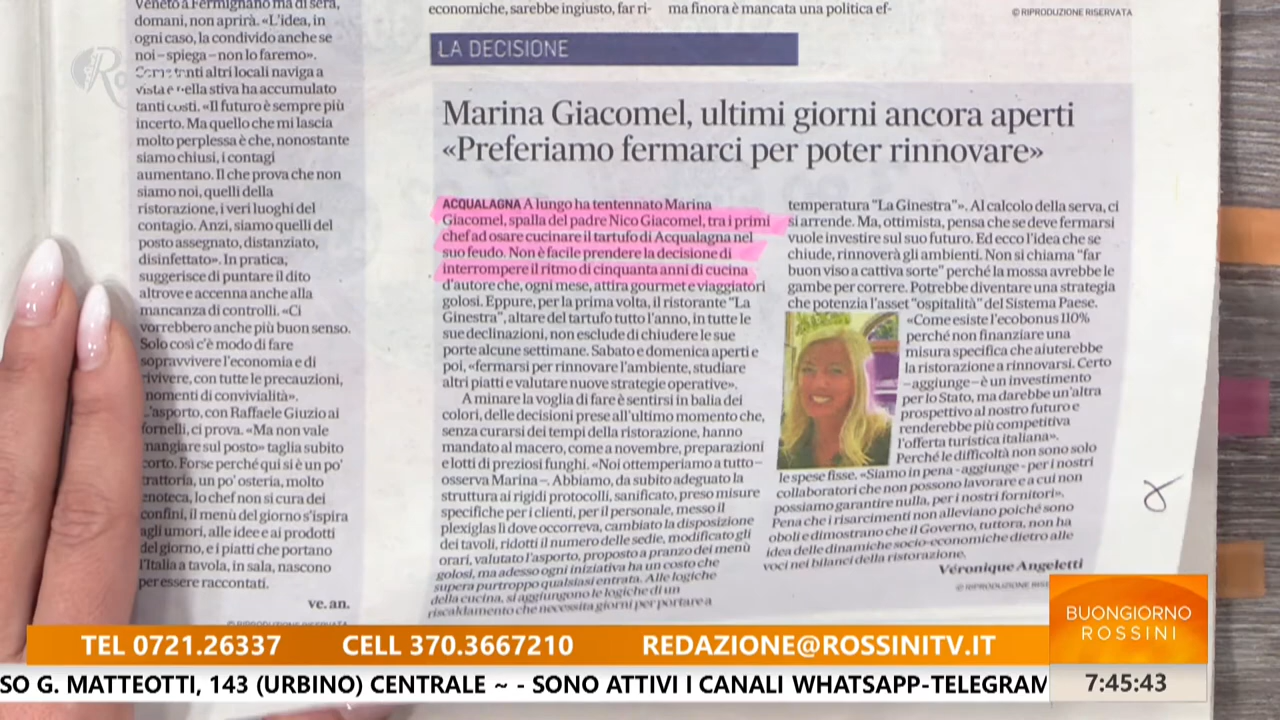 Veneto a Fermignano ma di sera,
domani, non aprirà. «L'idea, in
ogni caso, la condivido anche se
noi – spiega – non lo faremo».
Come tanti altri locali naviga a
vista e nella stiva ha accumulato
tanti costi. «Il futuro è sempre più
incerto. Ma quello che mi lascia
molto perplessa è che, nonostante
siamo chiusi, i contagi
aumentano. Il che prova che non
siamo noi, quelli della
ristorazione, i veri luoghi del
contagio. Anzi, siamo quelli del
posto assegnato, distanziato,
disinfettato». In pratica,
suggerisce di puntare il dito
altrove e accenna anche alla
mancanza di controlli. «Ci
vorrebbero anche più buon senso.
Solo così c'è modo di fare
sopravvivere l'economia e di
rivivere, con tutte le precauzioni,
momenti di convivialità».
L'asporto, con Raffaele Giuzio ai
fornelli, ci prova. «Ma non vale
mangiare sul posto» taglia subito
corto. Forse perché qui si è un po'
trattoria, un po' osteria, molto
enoteca, lo chef non si cura dei
confini, il menù del giorno s'ispira
agli umori, alle idee e ai prodotti
del giorno, e i piatti che portano
l'Italia a tavola, in sala, nascono
per essere raccontati.
ve. an.
© RIPRODUZIONE RISERVATA
economiche, sarebbe ingiusto, far ri-
ma finora è mancata una politica ef-
© RIPRODUZIONE RISERVATA
LA DECISIONE
Marina Giacomel, ultimi giorni ancora aperti
«Preferiamo fermarci per poter rinnovare»
ACQUALAGNA A lungo ha tentennato Marina
Giacomel, spalla del padre Nico Giacomel, tra i primi
chef ad osare cucinare il tartufo di Acqualagna nel
suo feudo. Non è facile prendere la decisione di
interrompere il ritmo di cinquanta anni di cucina
d'autore che, ogni mese, attira gourmet e viaggiatori
golosi. Eppure, per la prima volta, il ristorante "La
Ginestra", altare del tartufo tutto l'anno, in tutte le
sue declinazioni, non esclude di chiudere le sue
porte alcune settimane. Sabato e domenica aperti e
poi, «fermarsi per rinnovare l'ambiente, studiare
altri piatti e valutare nuove strategie operative».
A minare la voglia di fare è sentirsi in balia dei
colori, delle decisioni prese all'ultimo momento che,
senza curarsi dei tempi della ristorazione, hanno
mandato al macero, come a novembre, preparazioni
e lotti di preziosi funghi. «Noi ottemperiamo a tutto –
osserva Marina –. Abbiamo, da subito adeguato la
struttura ai rigidi protocolli, sanificato, preso misure
specifiche per i clienti, per il personale, messo il
plexiglas lì dove occorreva, cambiato la disposizione
dei tavoli, ridotti il numero delle sedie, modificato gli
orari, valutato l'asporto, proposto a pranzo dei menù
golosi, ma adesso ogni iniziativa ha un costo che
supera purtroppo qualsiasi entrata. Alle logiche
della cucina, si aggiungono le logiche di un
riscaldamento che necessita giorni per portare a
temperatura "La Ginestra"». Al calcolo della serva, ci
si arrende. Ma, ottimista, pensa che se deve fermarsi
vuole investire sul suo futuro. Ed ecco l'idea che se
chiude, rinnoverà gli ambienti. Non si chiama "far
buon viso a cattiva sorte" perché la mossa avrebbe le
gambe per correre. Potrebbe diventare una strategia
che potenzia l'asset "ospitalità" del Sistema Paese.
«Come esiste l'ecobonus 110%
perché non finanziare una
misura specifica che aiuterebbe
la ristorazione a rinnovarsi. Certo
– aggiunge – è un investimento
per lo Stato, ma darebbe un'altra
prospettivo al nostro futuro e
renderebbe più competitiva
l'offerta turistica italiana».
Perché le difficoltà non sono solo
le spese fisse. «Siamo in pena - aggiunge - per i nostri
collaboratori che non possono lavorare e a cui non
possiamo garantire nulla, per i nostri fornitori».
Pena che i risarcimenti non alleviano poiché sono
oboli e dimostrano che il Governo, tuttora, non ha
idea delle dinamiche socio-economiche dietro alle
voci nei bilanci della ristorazione.
Véronique Angeletti
© RIPRODUZIONE RISE
TEL 0721.26337 CELL 370.3667210 REDAZIONE@ROSSINITV.IT
BUONGIORNO
ROSSINI
7:45:43
SO G. MATTEOTTI, 143 (URBINO) CENTRALE ~ - SONO ATTIVI I CANALI WHATSAPP-TELEGRAM